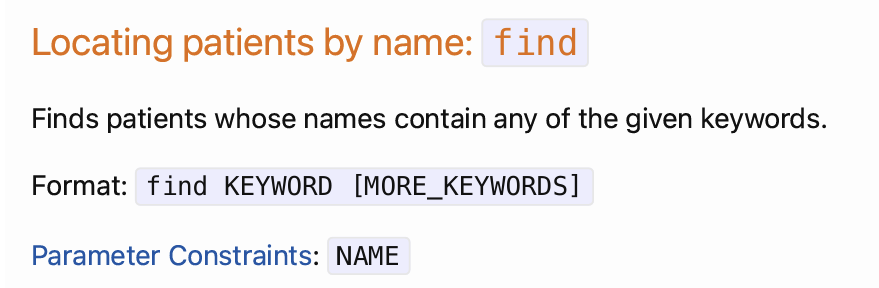 Locating patients by name: find
Finds patients whose names contain any of the given keywords.
Format: find KEYWORD [MORE_KEYWORDS]
Parameter Constraints: NAME